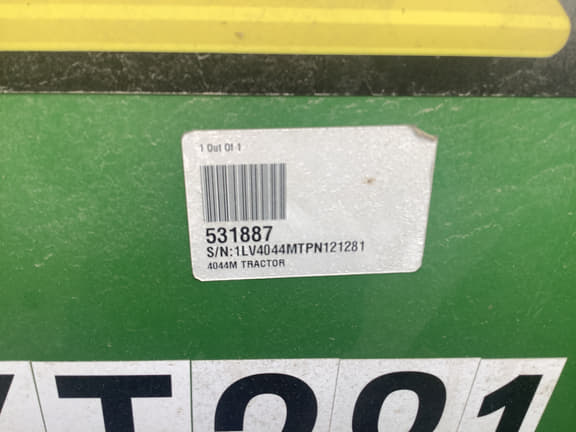 1 Out Of 1
531887
S/N:1LV4044MTPN121281
4044M TRACTOR